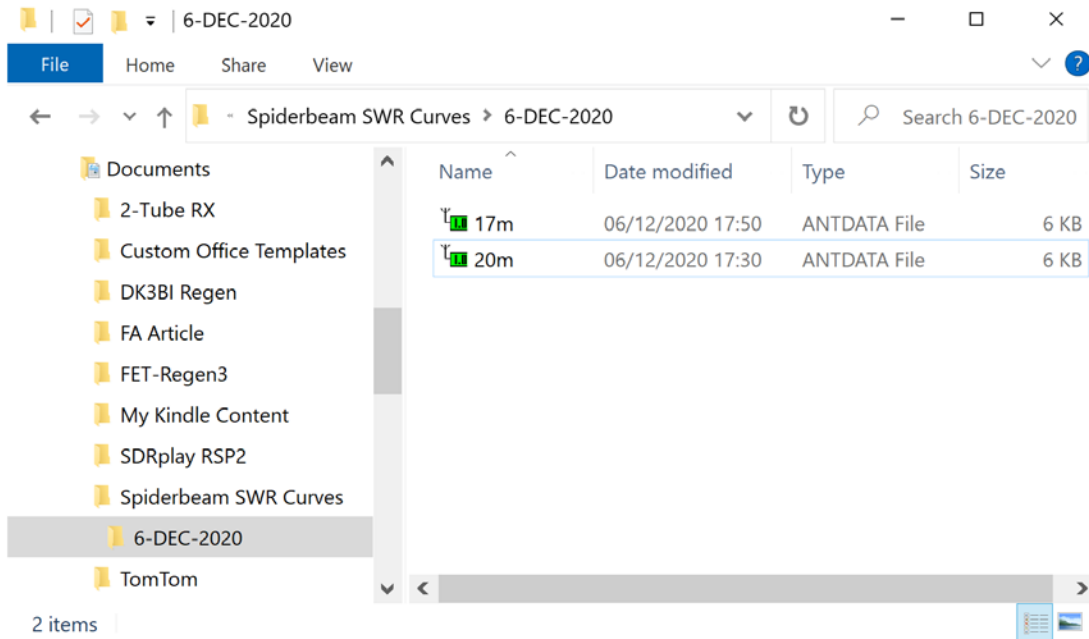 6-DEC-2020
File Home Share View ?
Spiderbeam SWR Curves > 6-DEC-2020 Search 6-DEC-2020
Documents
2-Tube RX
Custom Office Templates
DK3BI Regen
FA Article
FET-Regen3
My Kindle Content
SDRplay RSP2
Spiderbeam SWR Curves
6-DEC-2020
TomTom
Name Date modified Type Size
17m 06/12/2020 17:50 ANTDATA File 6 KB
20m 06/12/2020 17:30 ANTDATA File 6 KB
2 items